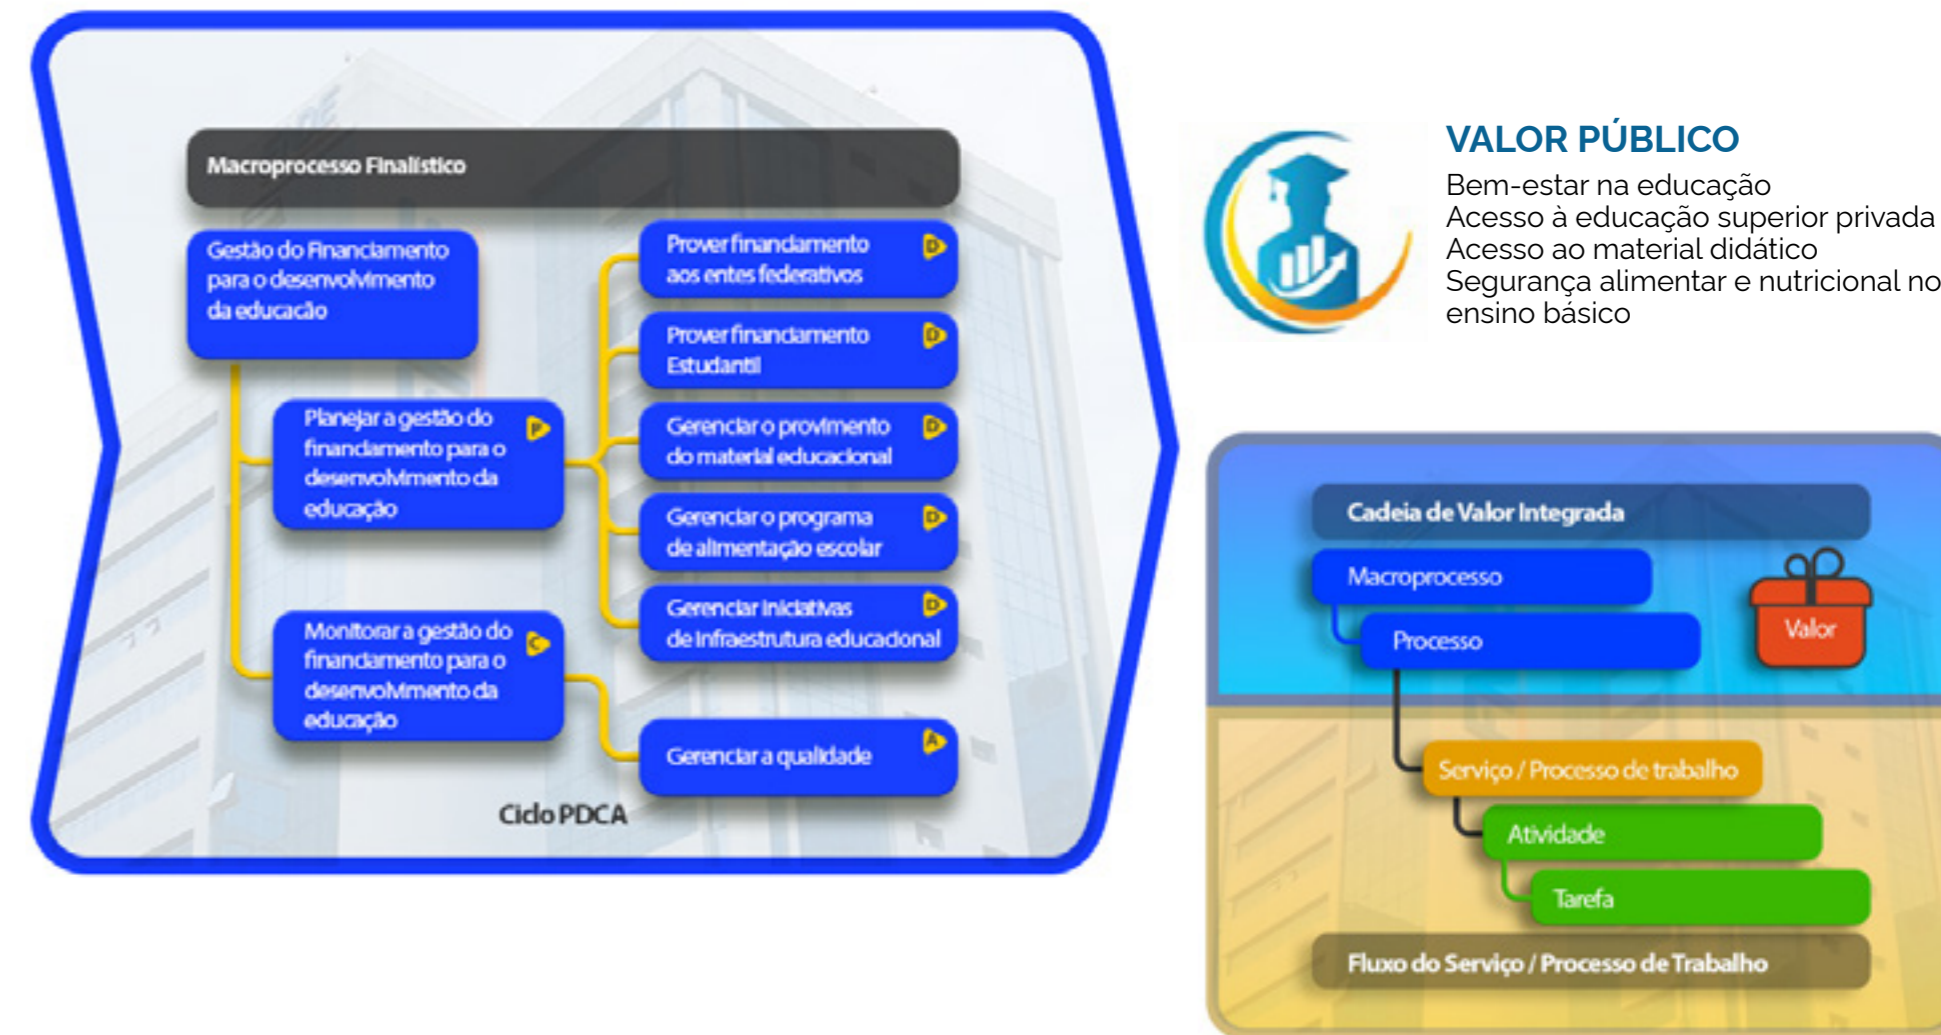 Macroprocesso Finalístico
Gestão do Financiamento
para o desenvolvimento
da educacão
Prover financiamento
aos entes federativos
D
Prover financiamento
Estudantil
D
Planejar a gestão do
financiamento para o
desenvolvimento da
educação
P
Gerenciar o provimento
do material educacional
D
Gerenciar o programa
de alimentação escolar
D
Gerenciar iniciativas
de infraestrutura educacional
D
Monitorar a gestão do
financiamento para o
desenvolvimento da
educação
C
Gerenciar a qualidade
A
Ciclo PDCA
VALOR PÚBLICO
Bem-estar na educação
Acesso à educação superior privada
Acesso ao material didático
Segurança alimentar e nutricional no
ensino básico
Cadeia de Valor Integrada
Macroprocesso
Processo
Valor
Serviço / Processo de trabalho
Atividade
Tarefa
Fluxo do Serviço / Processo de Trabalho